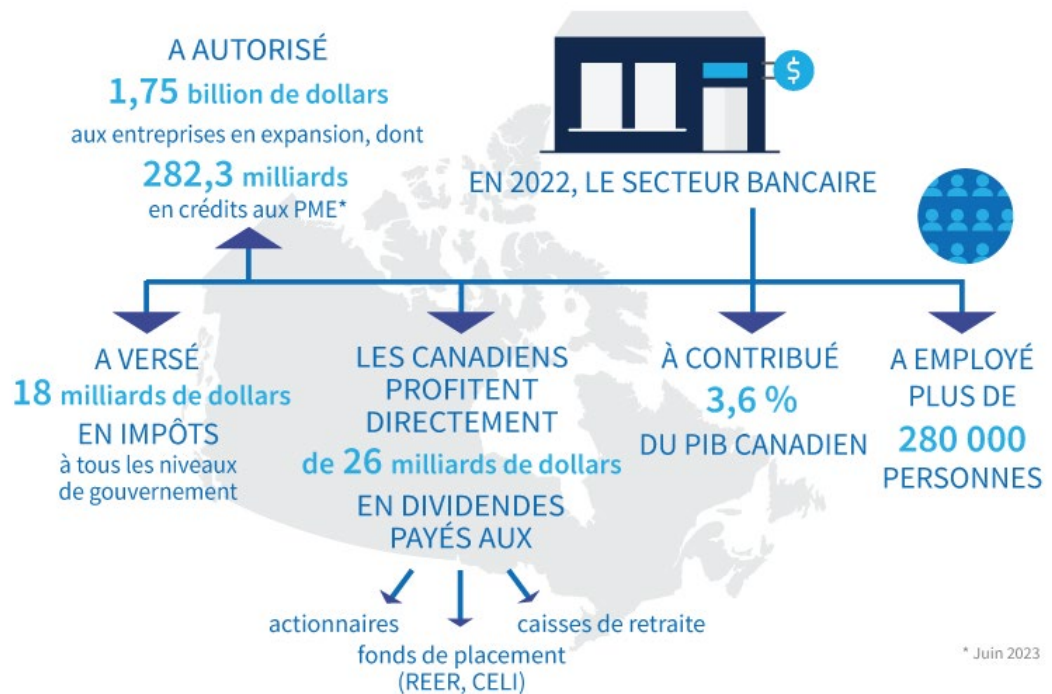 A AUTORISÉ
1,75 billion de dollars
aux entreprises en expansion, dont
282,3 milliards
en crédits aux PME*
$
EN 2022, LE SECTEUR BANCAIRE
A VERSÉ
18 milliards de dollars
EN IMPÔTS
à tous les niveaux
de gouvernement
LES CANADIENS
PROFITENT
DIRECTEMENT
de 26 milliards de dollars
EN DIVIDENDES
PAYÉS AUX
actionnaires
fonds de placement
(REER, CELI)
caisses de retraite
À CONTRIBUÉ
3,6 %
DU PIB CANADIEN
A EMPLOYÉ
PLUS DE
280 000
PERSONNES
* Juin 2023